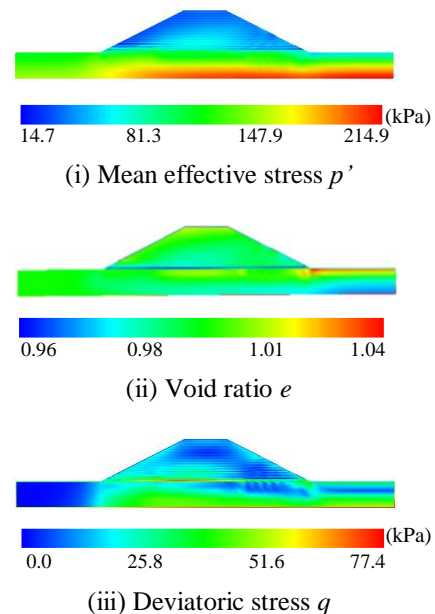 (kPa)
14.7 81.3 147.9 214.9
(i) Mean effective stress p’
0.96 0.98 1.01 1.04
(ii) Void ratio e
(kPa)
0.0 25.8 51.6 77.4
(iii) Deviatoric stress q